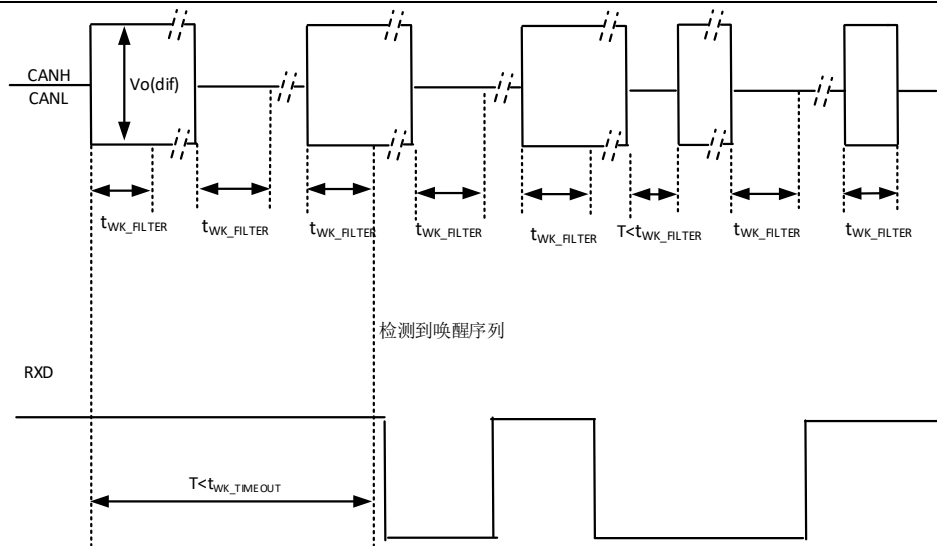 CANH
CANL
Vo(dif)
tWK_FILTER
tWK_FILTER
tWK_FILTER
tWK_FILTER
tWK_FILTER
T<tWK_FILTER
tWK_FILTER
tWK_FILTER
检测到唤醒序列
RXD
T<tWK_TIMEOUT